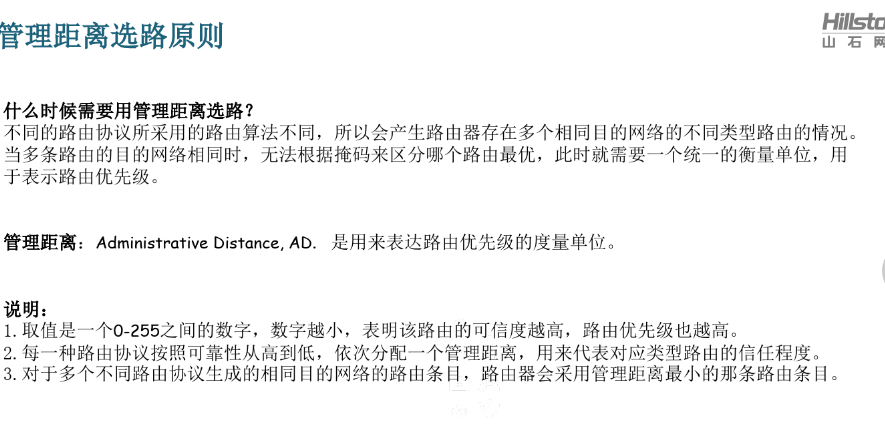 管理距离选路原则
Hillsto
山石网
什么时候需要用管理距离选路？
不同的路由协议所采用的路由算法不同，所以会产生路由器存在多个相同目的网络的不同类型路由的情况。
当多条路由的目的网络相同时，无法根据掩码来区分哪个路由最优，此时就需要一个统一的衡量单位，用
于表示路由优先级。
管理距离：Administrative Distance, AD. 是用来表达路由优先级的度量单位。
说明：
1. 取值是一个0-255之间的数字，数字越小，表明该路由的可信度越高，路由优先级也越高。
2. 每一种路由协议按照可靠性从高到低，依次分配一个管理距离，用来代表对应类型路由的信任程度。
3. 对于多个不同路由协议生成的相同目的网络的路由条目，路由器会采用管理距离最小的那条路由条目。